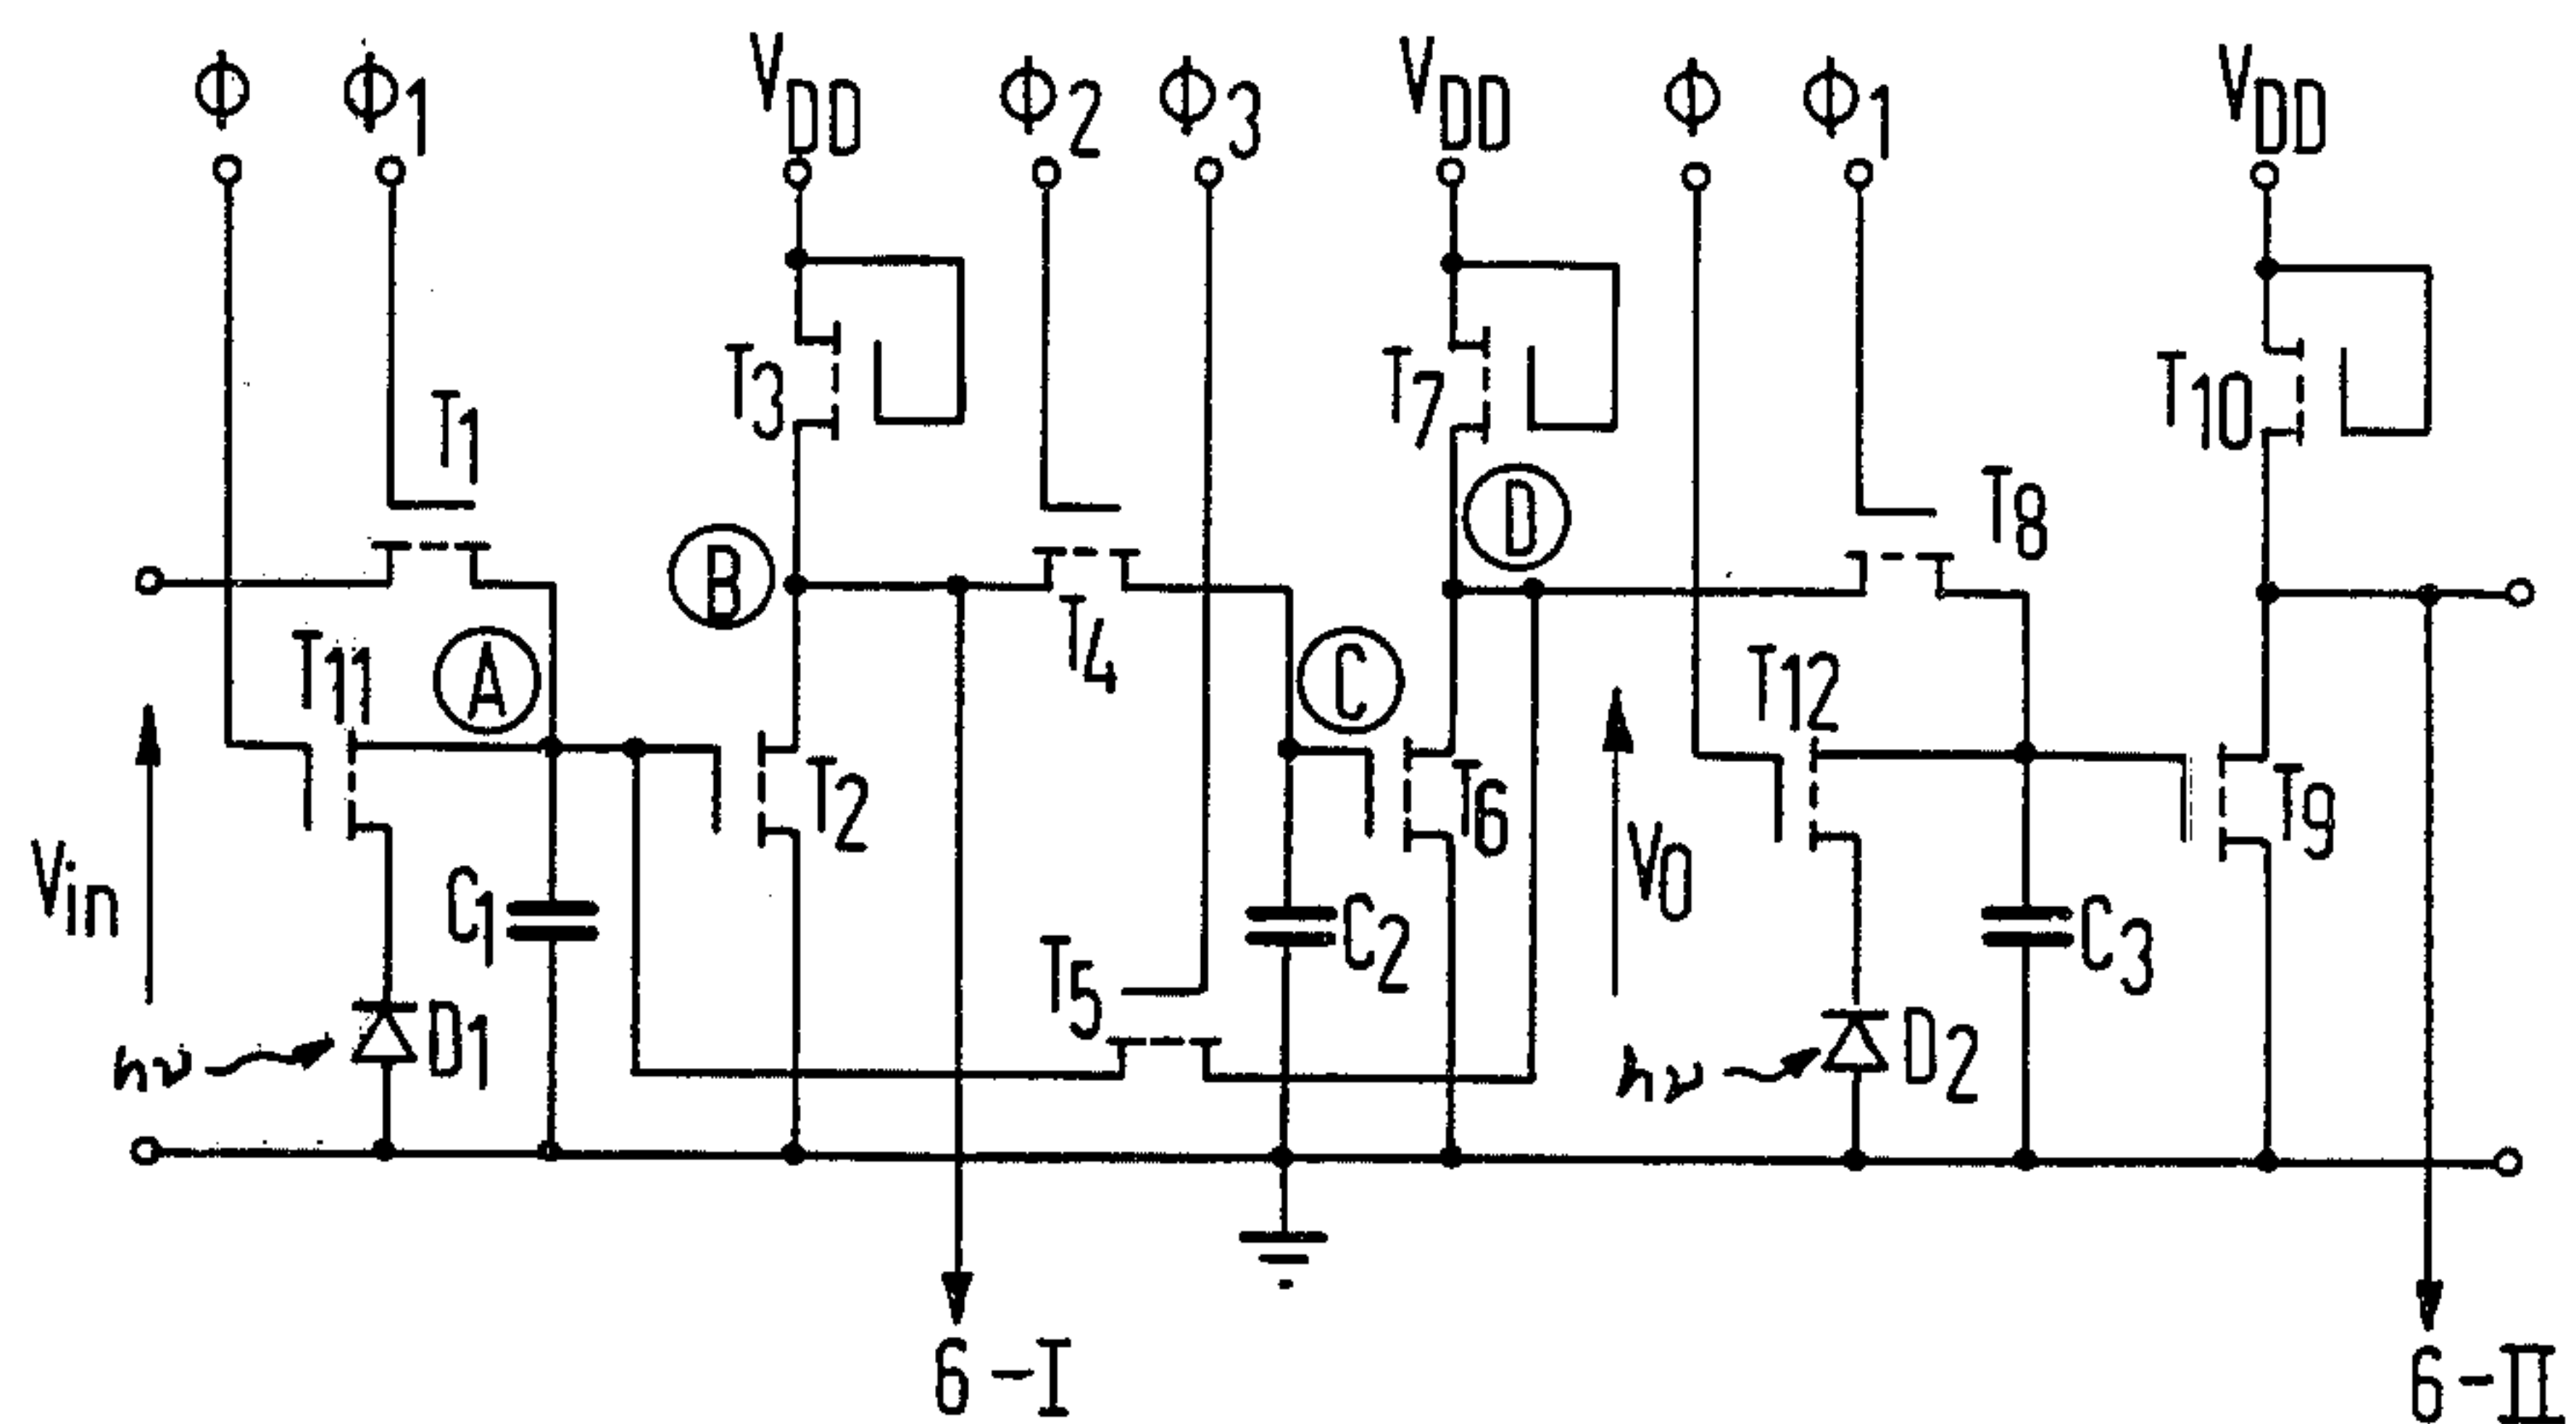 ϕ ϕ1 VDD ϕ2 ϕ3 VDD ϕ ϕ1 VDD
T3 T7 T10
T1 T8
B D
T4
T11 A C T12
T2 T6 T9
Vin C1 C2 VO C3
T5
hν D1 hν D2
6-I 6-II